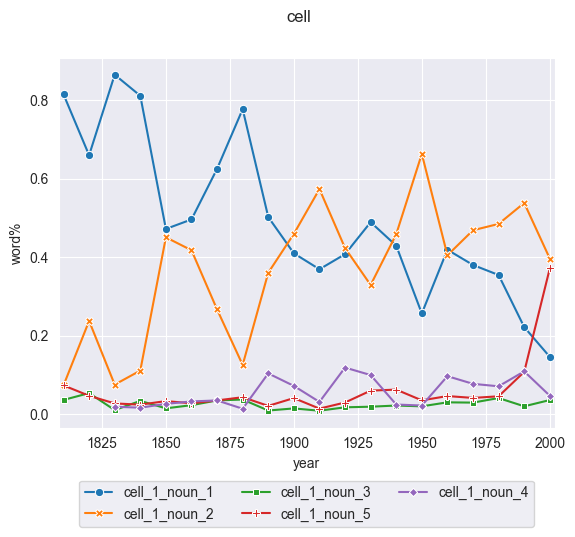 cell
0.8
0.6
0.4
0.2
0.0
word%
1825 1850 1875 1900 1925 1950 1975 2000
year
cell_1_noun_1 cell_1_noun_3 cell_1_noun_4
cell_1_noun_2 cell_1_noun_5